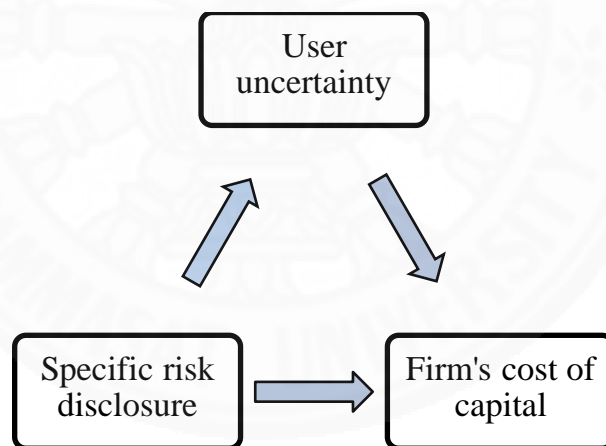 User
uncertainty
Specific risk
disclosure
Firm's cost of
capital